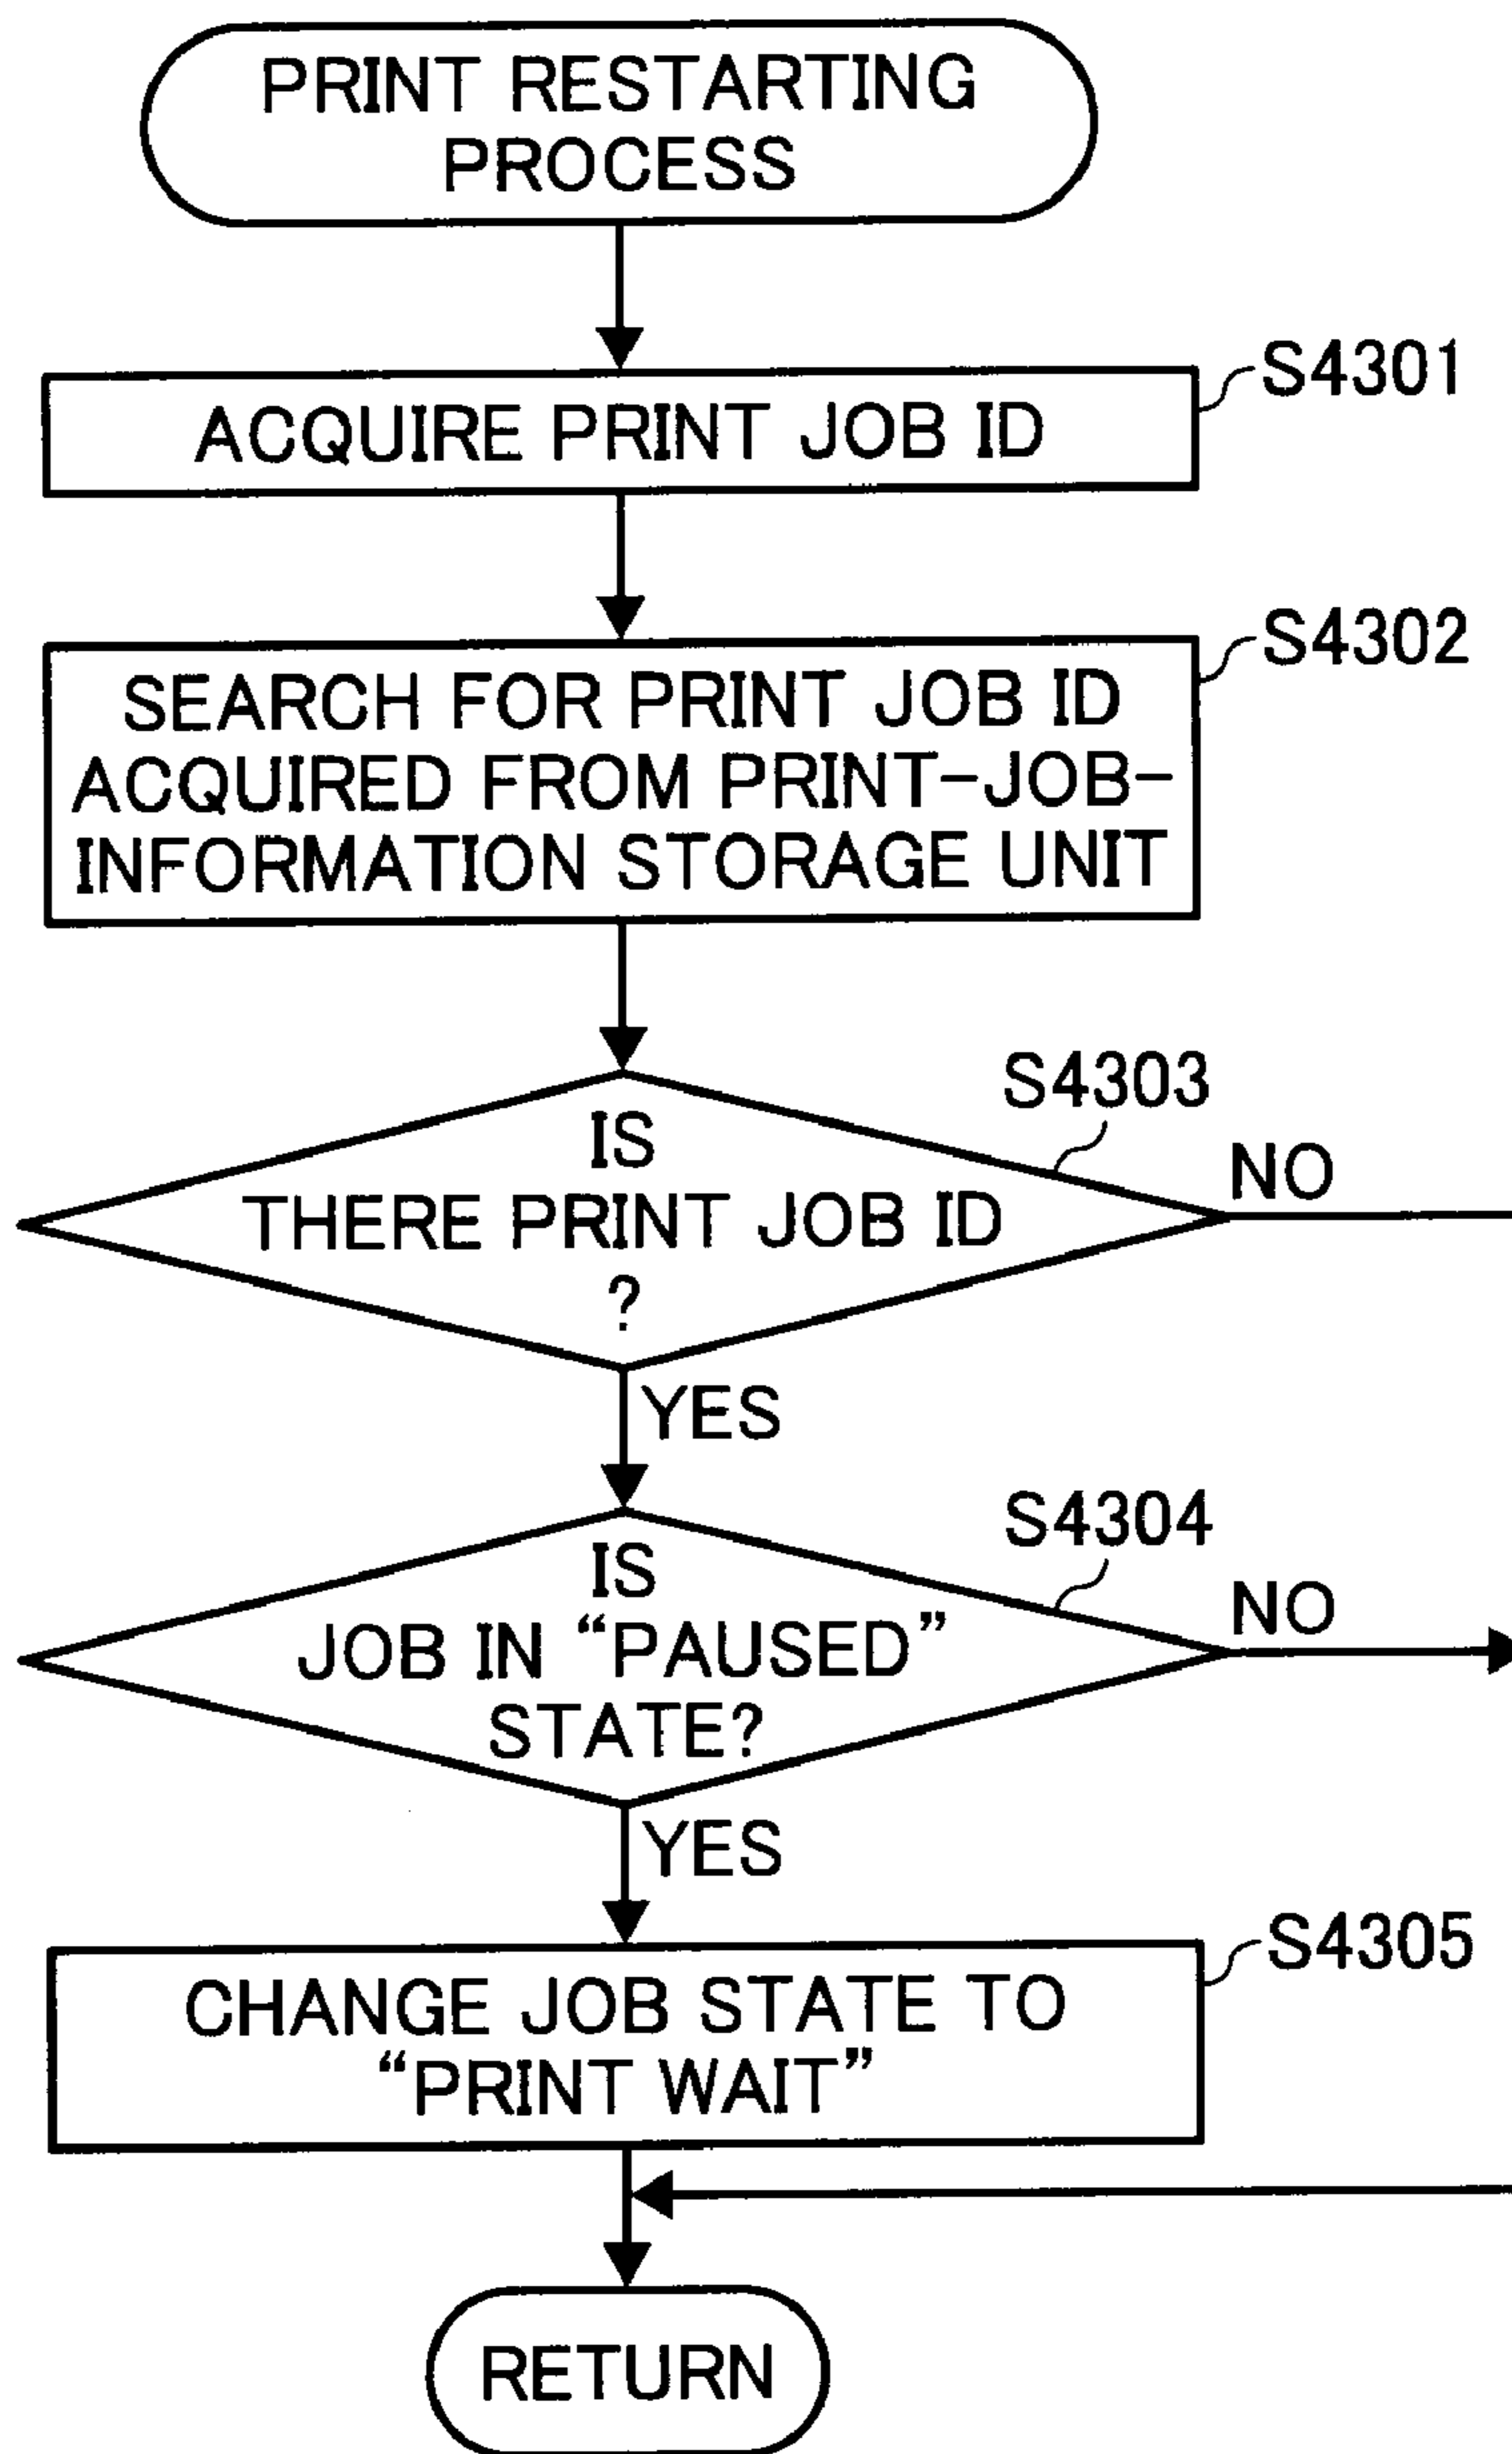 PRINT RESTARTING
PROCESS
S4301
ACQUIRE PRINT JOB ID
S4302
SEARCH FOR PRINT JOB ID
ACQUIRED FROM PRINT-JOB-
INFORMATION STORAGE UNIT
S4303
IS
THERE PRINT JOB ID
?
NO
YES
S4304
IS
JOB IN “PAUSED”
STATE?
NO
YES
S4305
CHANGE JOB STATE TO
“PRINT WAIT”
RETURN